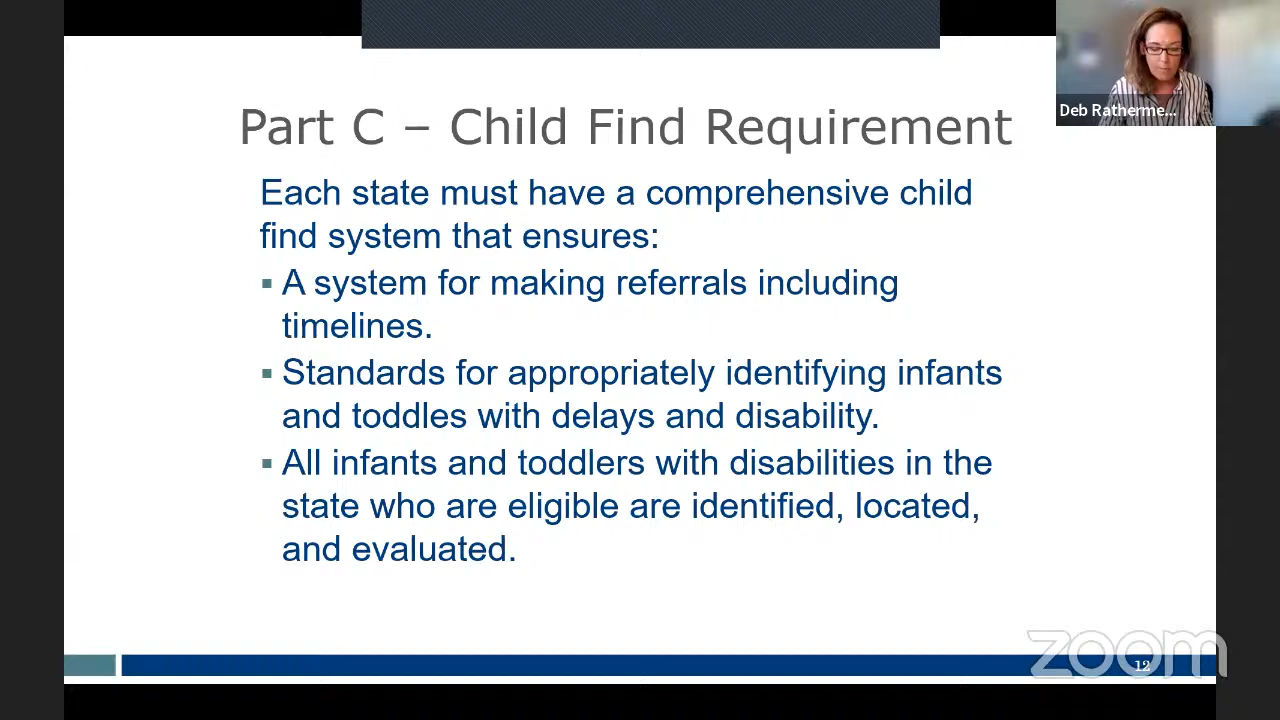 Part C – Child Find Requirement
Each state must have a comprehensive child
find system that ensures:
▪ A system for making referrals including
timelines.
▪ Standards for appropriately identifying infants
and toddles with delays and disability.
▪ All infants and toddlers with disabilities in the
state who are eligible are identified, located,
and evaluated.
Deb Ratherme...
zoom
12